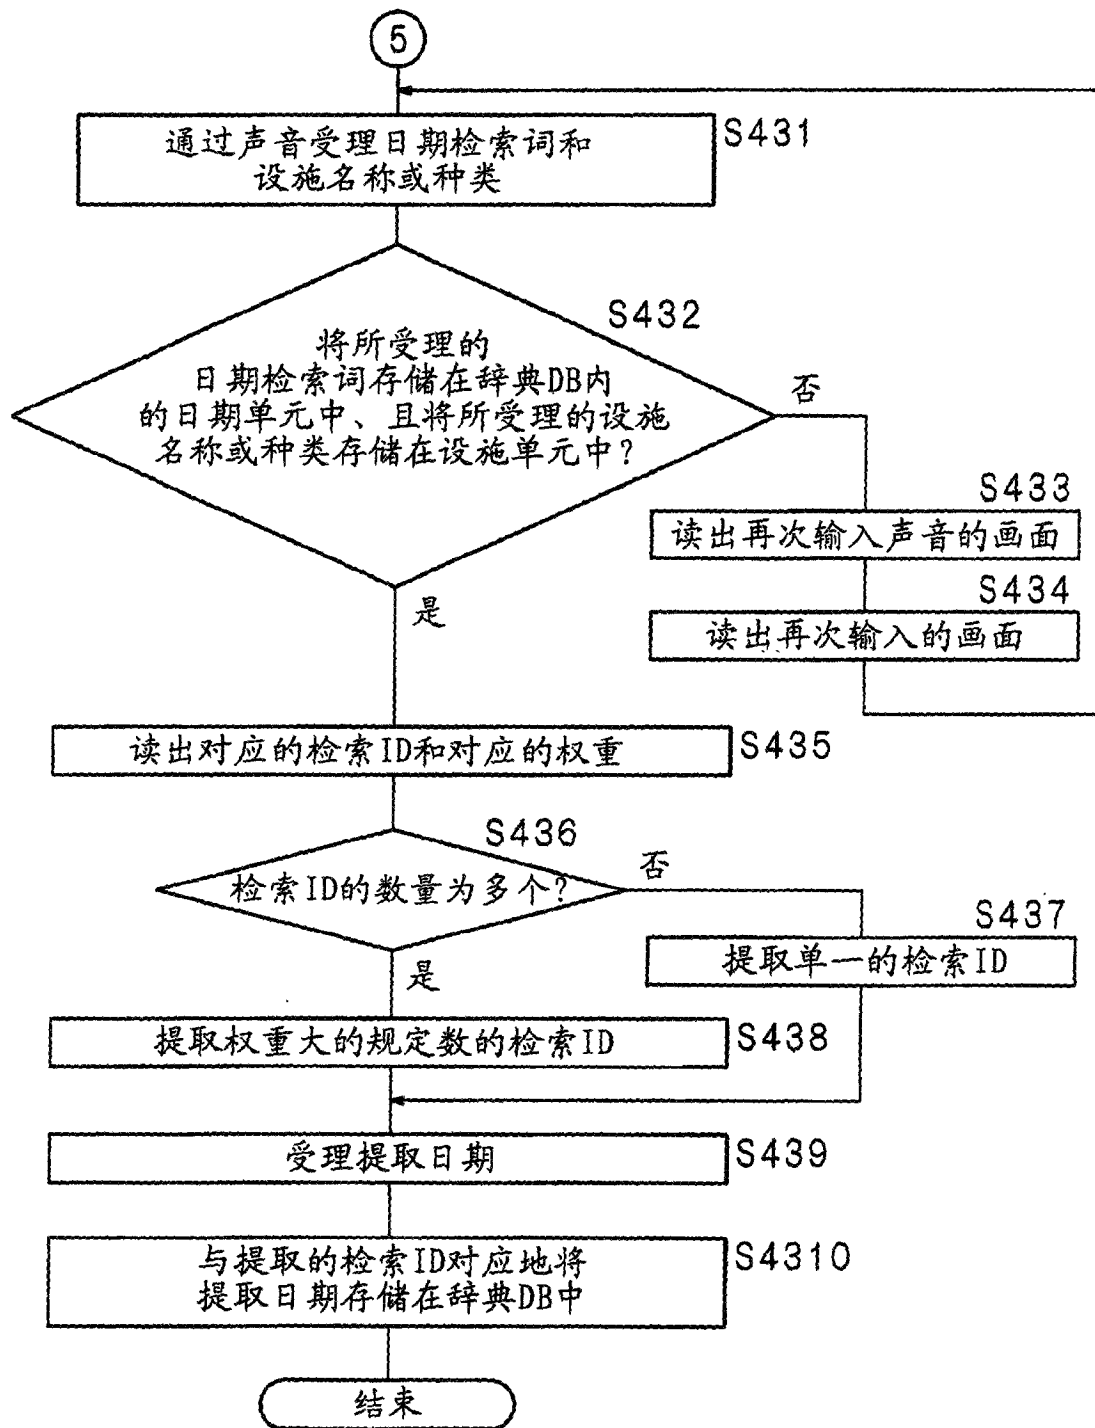 5
通过声音受理日期检索词和
设施名称或种类
S431
S432
将所受理的
日期检索词存储在辞典DB内
的日期单元中、且将所受理的设施
名称或种类存储在设施单元中?
否
S433
读出再次输入声音的画面
S434
读出再次输入的画面
是
读出对应的检索ID和对应的权重
S435
S436
检索ID的数量为多个?
否
S437
提取单一的检索ID
是
提取权重大的规定数的检索ID
S438
受理提取日期
S439
与提取的检索ID对应地将
提取日期存储在辞典DB中
S4310
结束